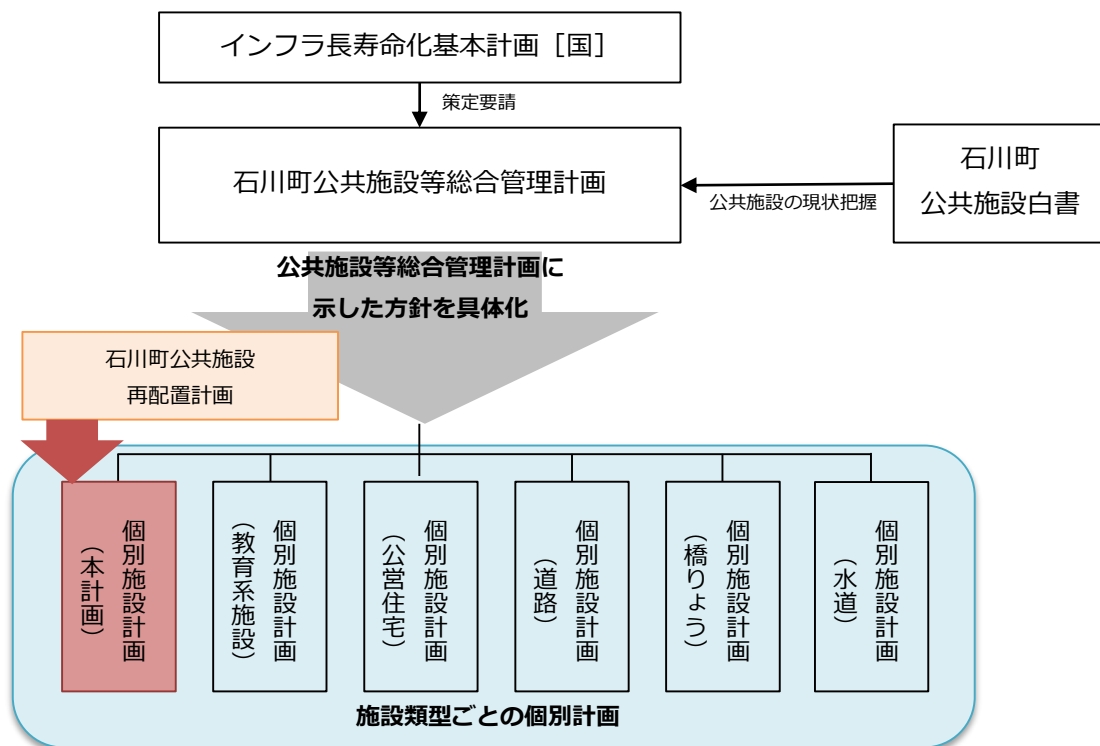 インフラ長寿命化基本計画［国］
策定要請
石川町公共施設等総合管理計画
石川町
公共施設白書
公共施設の現状把握
公共施設等総合管理計画に
示した方針を具体化
石川町公共施設
再配置計画
個別施設計画
（本計画）
個別施設計画
（教育系施設）
個別施設計画
（公営住宅）
個別施設計画
（道路）
個別施設計画
（橋りょう）
個別施設計画
（水道）
施設類型ごとの個別計画